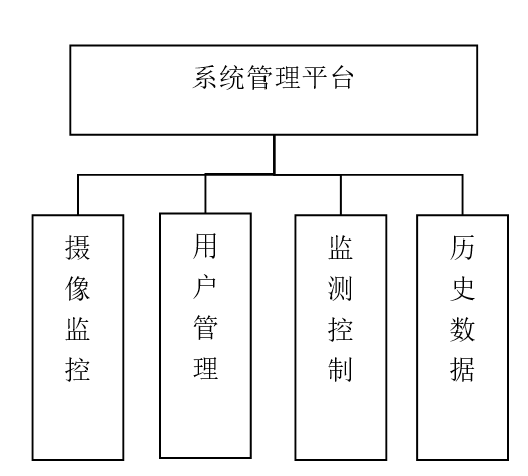 系统管理平台
摄像监控
用户管理
监测控制
历史数据